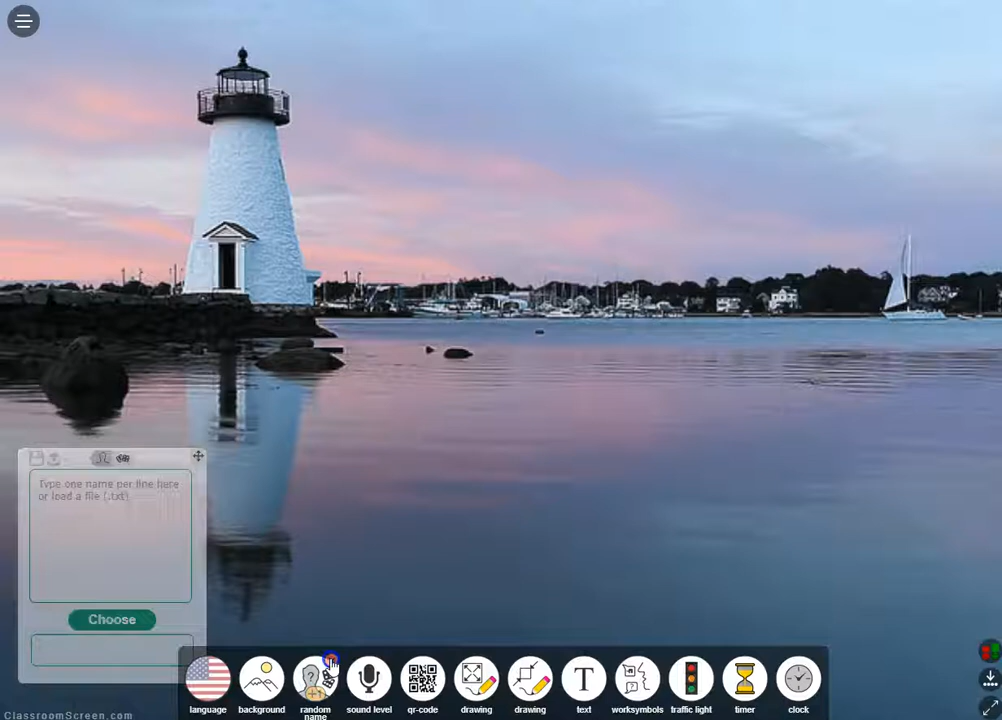 Type one name per line here
or load a file (.txt)
Choose
language
background
random
name
sound level
qr-code
drawing
drawing
text
worksymbols
traffic light
timer
clock
ClassroomScreen.com